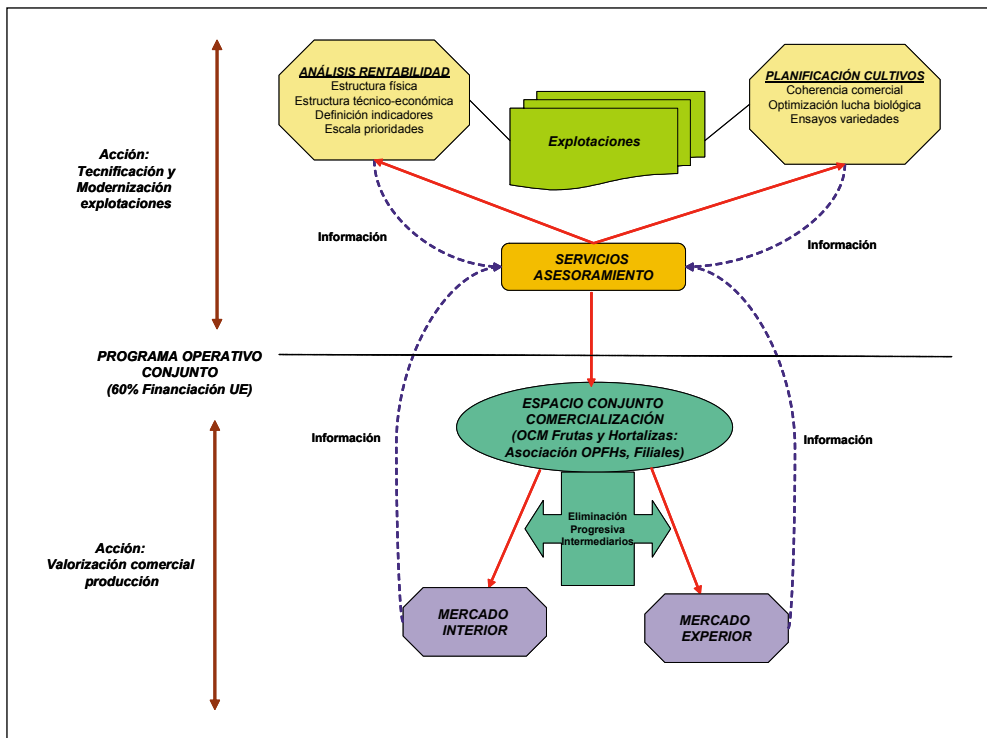 ANÁLISIS RENTABILIDAD
Estructura física
Estructura técnico-económica
Definición indicadores
Escala prioridades
Explotaciones
PLANIFICACIÓN CULTIVOS
Coherencia comercial
Optimización lucha biológica
Ensayos variedades
Acción:
Tecnificación y
Modernización
explotaciones
Información
Información
SERVICIOS
ASESORAMIENTO
PROGRAMA OPERATIVO
CONJUNTO
(60% Financiación UE)
ESPACIO CONJUNTO
COMERCIALIZACIÓN
(OCM Frutas y Hortalizas:
Asociación OPFHs, Filiales)
Información
Información
Eliminación
Progresiva
Intermediarios
Acción:
Valorización comercial
producción
MERCADO
INTERIOR
MERCADO
EXPERIOR